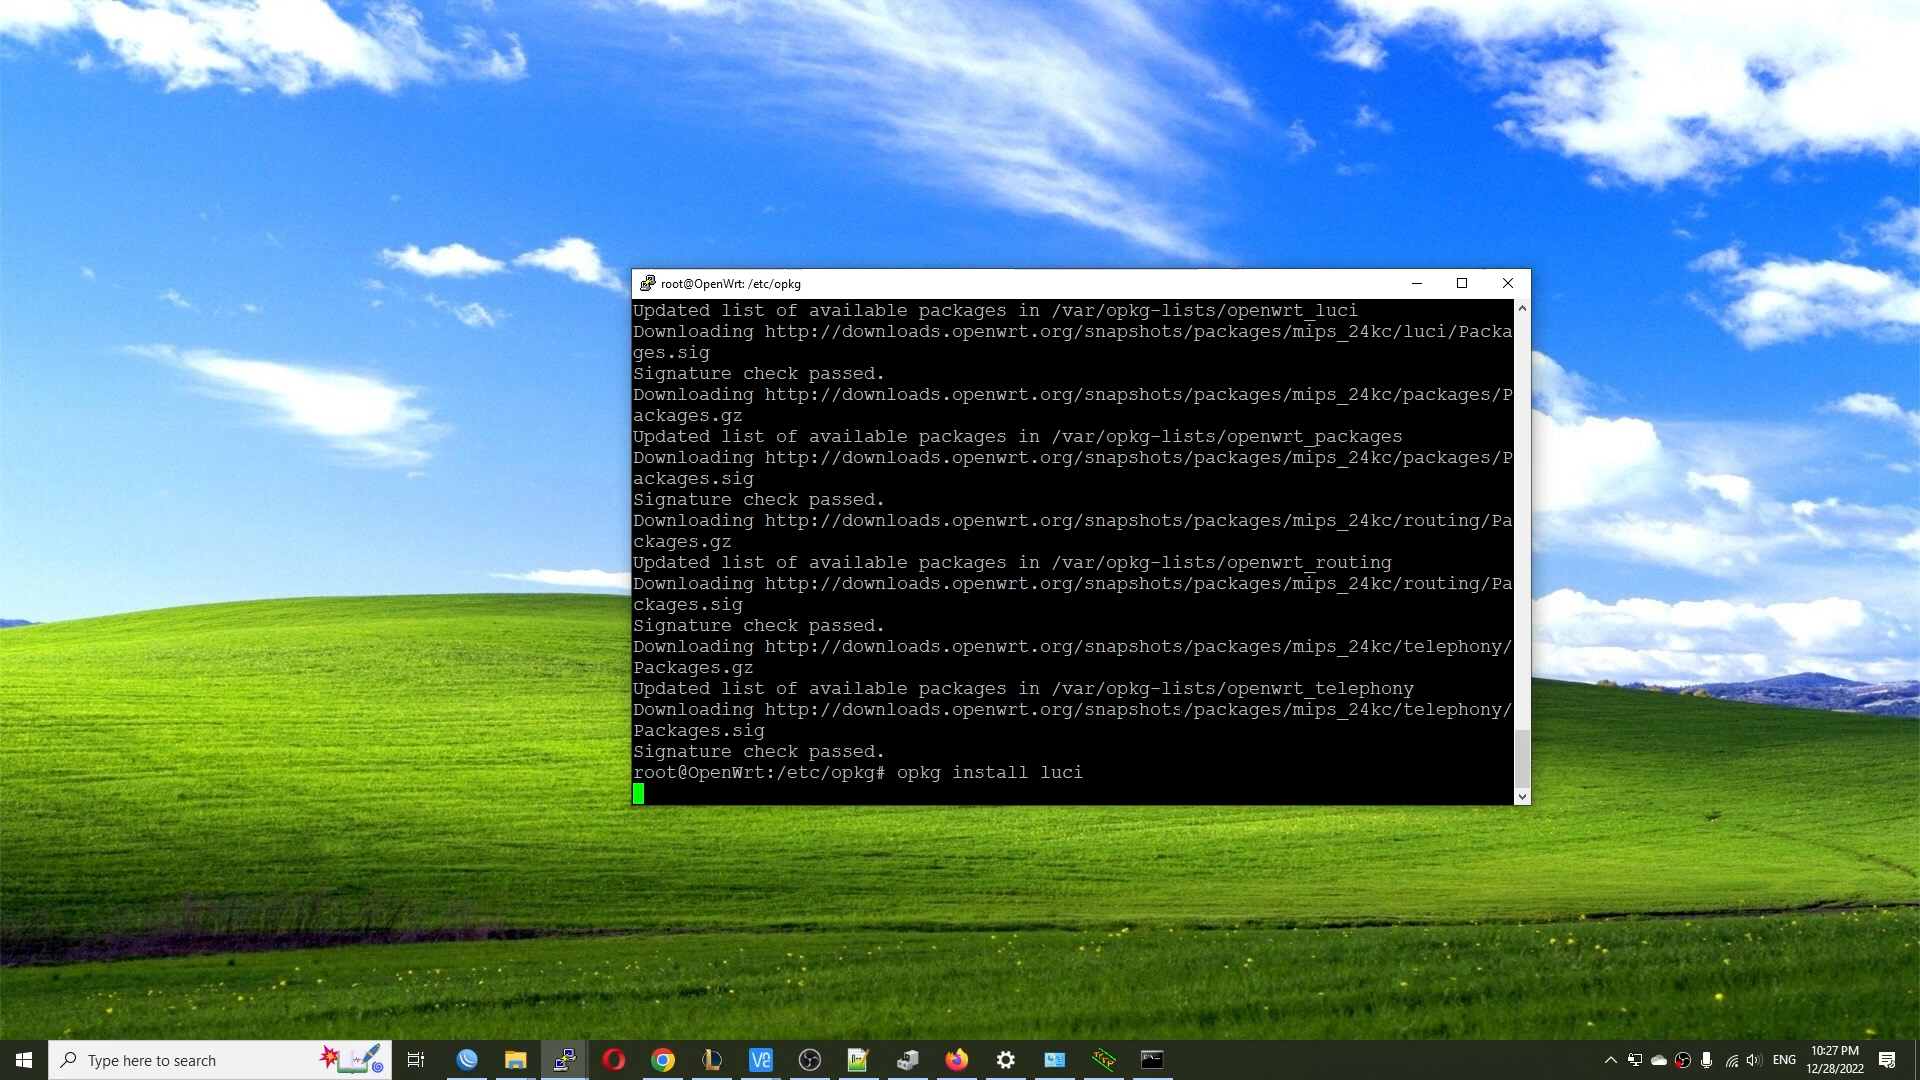 root@OpenWrt: /etc/opkg
Updated list of available packages in /var/opkg-lists/openwrt_luci
Downloading http://downloads.openwrt.org/snapshots/packages/mips_24kc/luci/Packa
ges.sig
Signature check passed.
Downloading http://downloads.openwrt.org/snapshots/packages/mips_24kc/packages/P
ackages.gz
Updated list of available packages in /var/opkg-lists/openwrt_packages
Downloading http://downloads.openwrt.org/snapshots/packages/mips_24kc/packages/P
ackages.sig
Signature check passed.
Downloading http://downloads.openwrt.org/snapshots/packages/mips_24kc/routing/Pa
ckages.gz
Updated list of available packages in /var/opkg-lists/openwrt_routing
Downloading http://downloads.openwrt.org/snapshots/packages/mips_24kc/routing/Pa
ckages.sig
Signature check passed.
Downloading http://downloads.openwrt.org/snapshots/packages/mips_24kc/telephony/
Packages.gz
Updated list of available packages in /var/opkg-lists/openwrt_telephony
Downloading http://downloads.openwrt.org/snapshots/packages/mips_24kc/telephony/
Packages.sig
Signature check passed.
root@OpenWrt:/etc/opkg# opkg install luci
Type here to search
ENG
10:27 PM
12/28/2022